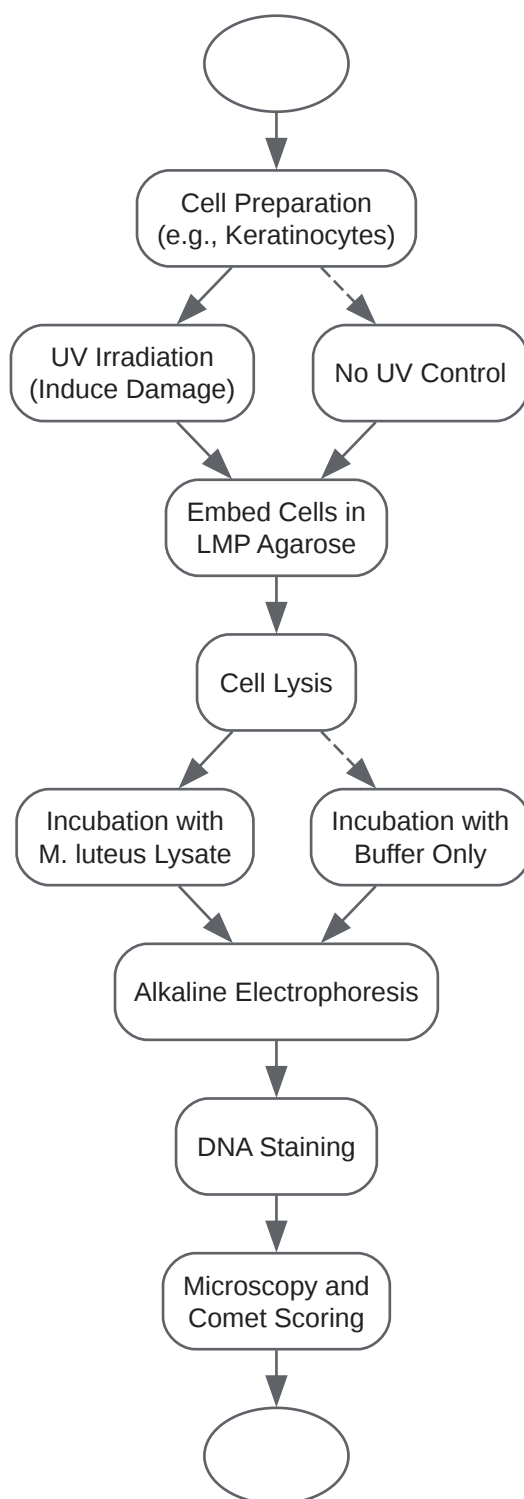 Cell Preparation
(e.g., Keratinocytes)
UV Irradiation
(Induce Damage)
No UV Control
Embed Cells in
LMP Agarose
Cell Lysis
Incubation with
M. luteus Lysate
Incubation with
Buffer Only
Alkaline Electrophoresis
DNA Staining
Microscopy and
Comet Scoring